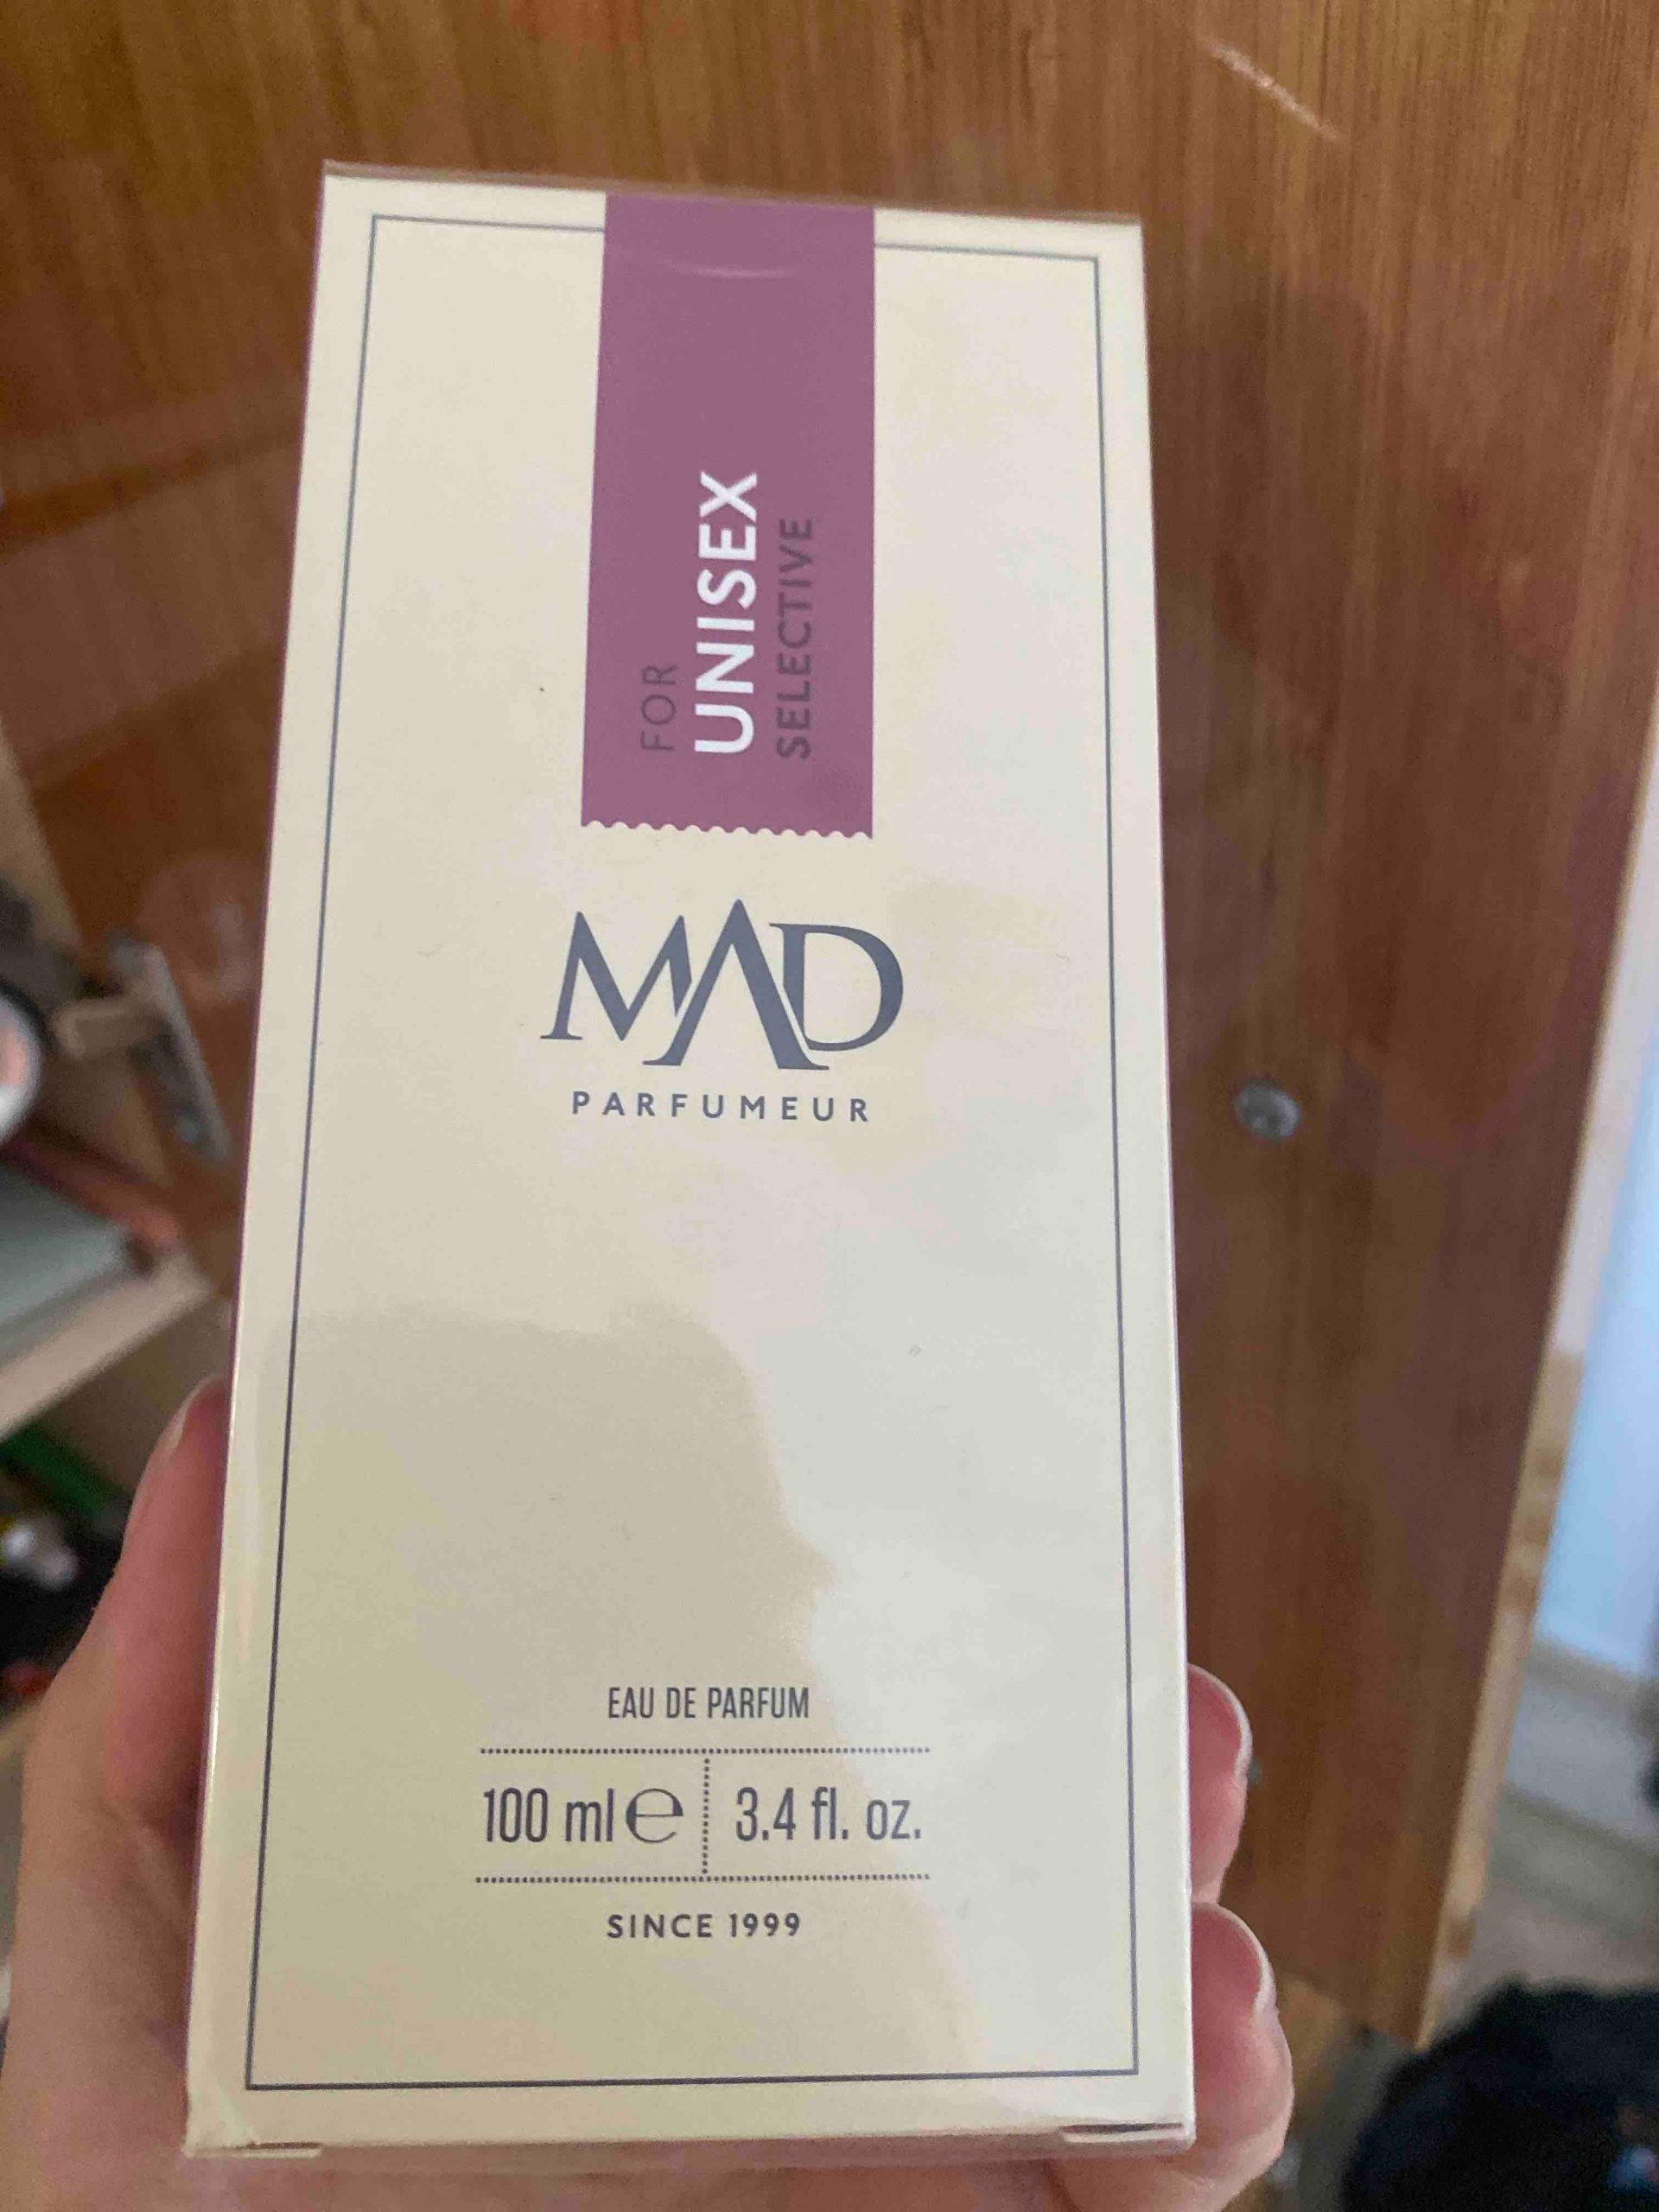 FOR
UNISEX
SELECTIVE
MAD
PARFUMEUR
EAU DE PARFUM
100 ml ℮ 3.4 fl. oz.
SINCE 1999